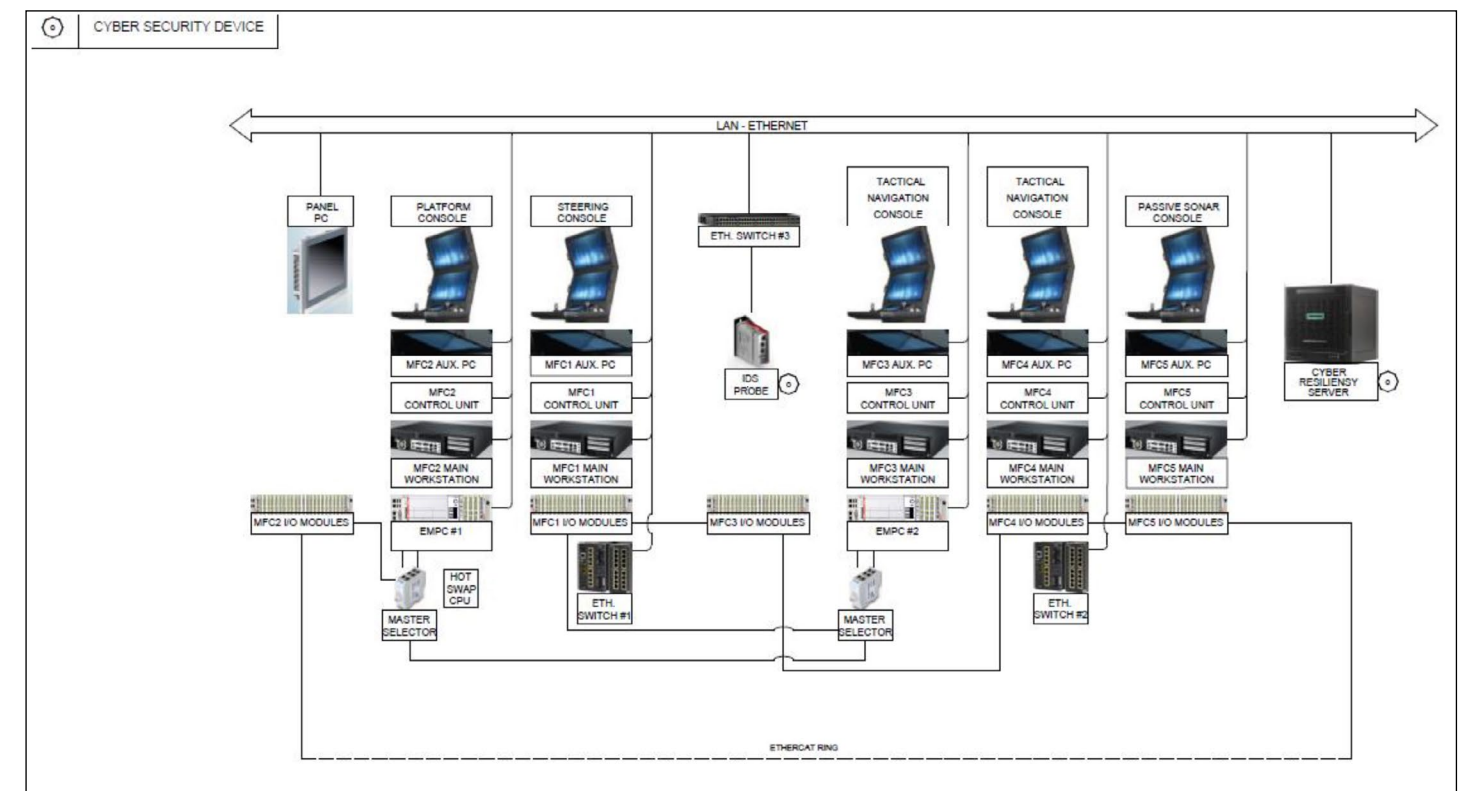 CYBER SECURITY DEVICE
LAN - ETHERNET
PANEL
PC
PLATFORM
CONSOLE
STEERING
CONSOLE
ETH. SWITCH #3
TACTICAL
NAVIGATION
CONSOLE
TACTICAL
NAVIGATION
CONSOLE
PASSIVE SONAR
CONSOLE
MFC2 AUX. PC
MFC1 AUX. PC
IDS
PROBE
MFC3 AUX. PC
MFC4 AUX. PC
MFC5 AUX. PC
CYBER
RESILIENSY
SERVER
MFC2
CONTROL UNIT
MFC1
CONTROL UNIT
MFC3
CONTROL UNIT
MFC4
CONTROL UNIT
MFC5
CONTROL UNIT
MFC2 MAIN
WORKSTATION
MFC1 MAIN
WORKSTATION
MFC3 MAIN
WORKSTATION
MFC4 MAIN
WORKSTATION
MFC5 MAIN
WORKSTATION
MFC2 I/O MODULES
EMPC #1
MFC1 I/O MODULES
MFC3 I/O MODULES
EMPC #2
MFC4 I/O MODULES
MFC5 I/O MODULES
HOT
SWAP
CPU
MASTER
SELECTOR
ETH.
SWITCH #1
MASTER
SELECTOR
ETH.
SWITCH #2
ETHERCAT RING